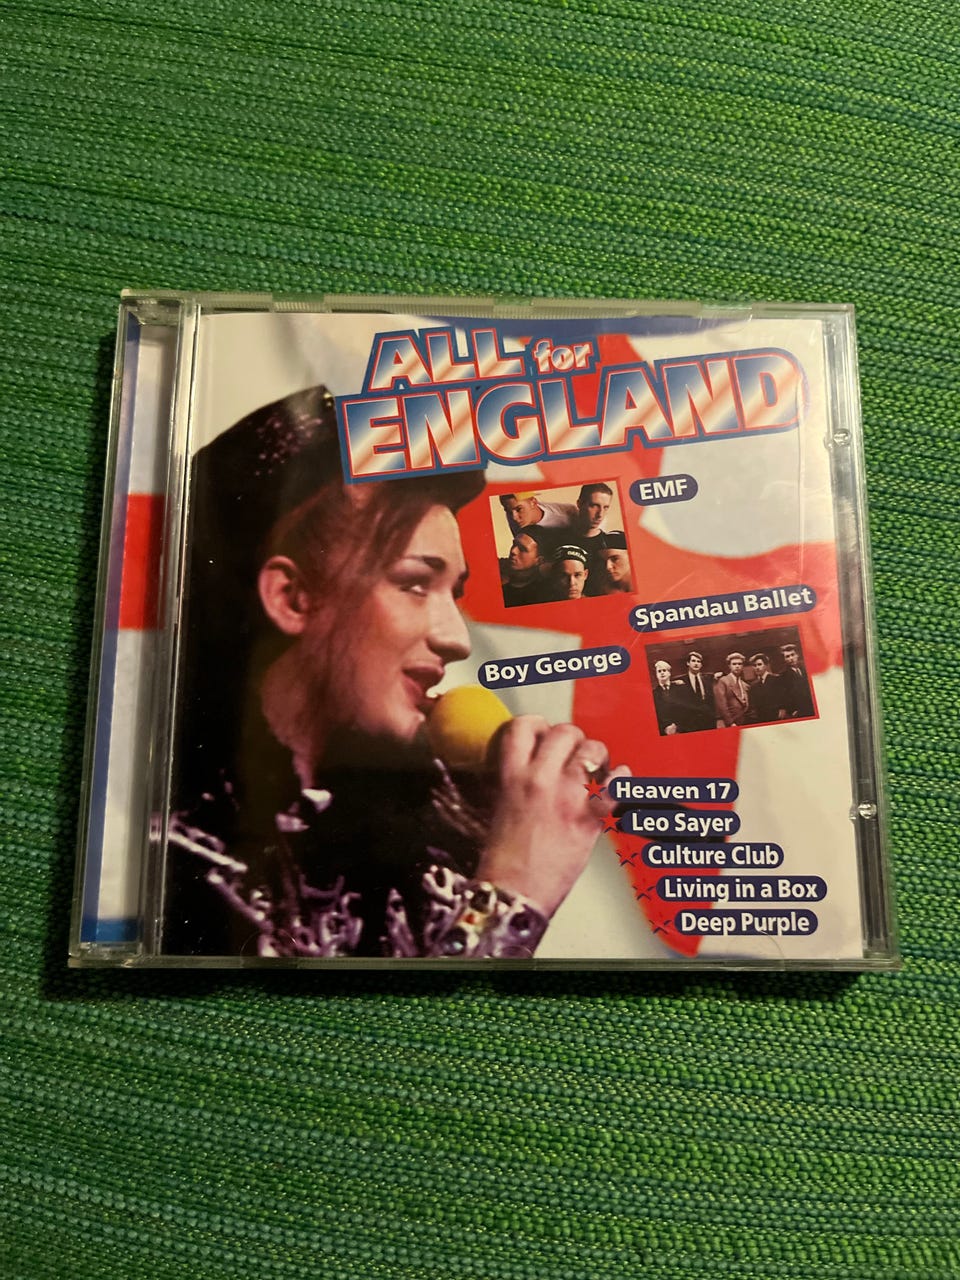 ALL for
ENGLAND
EMF
Spandau Ballet
Boy George
Heaven 17
Leo Sayer
Culture Club
Living in a Box
Deep Purple